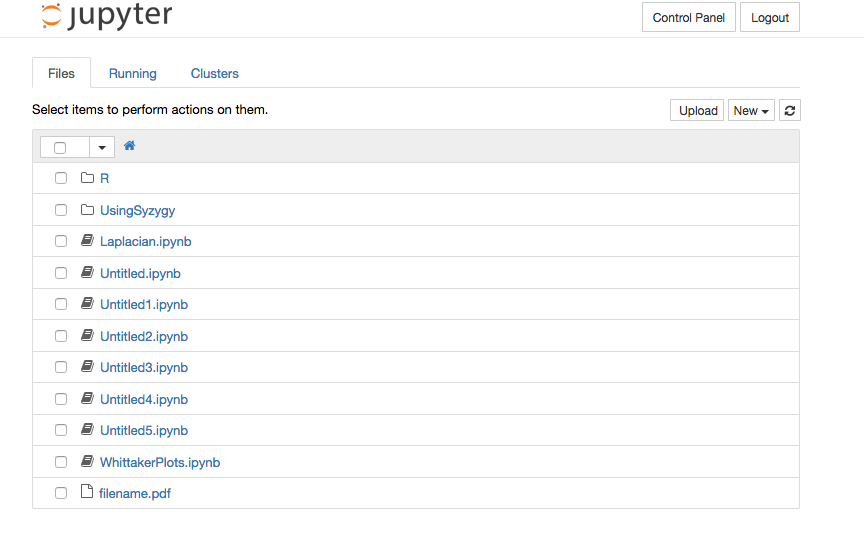 jupyter Control Panel Logout
Files Running Clusters
Select items to perform actions on them. Upload New
R
UsingSyzygy
Laplacian.ipynb
Untitled.ipynb
Untitled1.ipynb
Untitled2.ipynb
Untitled3.ipynb
Untitled4.ipynb
Untitled5.ipynb
WhittakerPlots.ipynb
filename.pdf